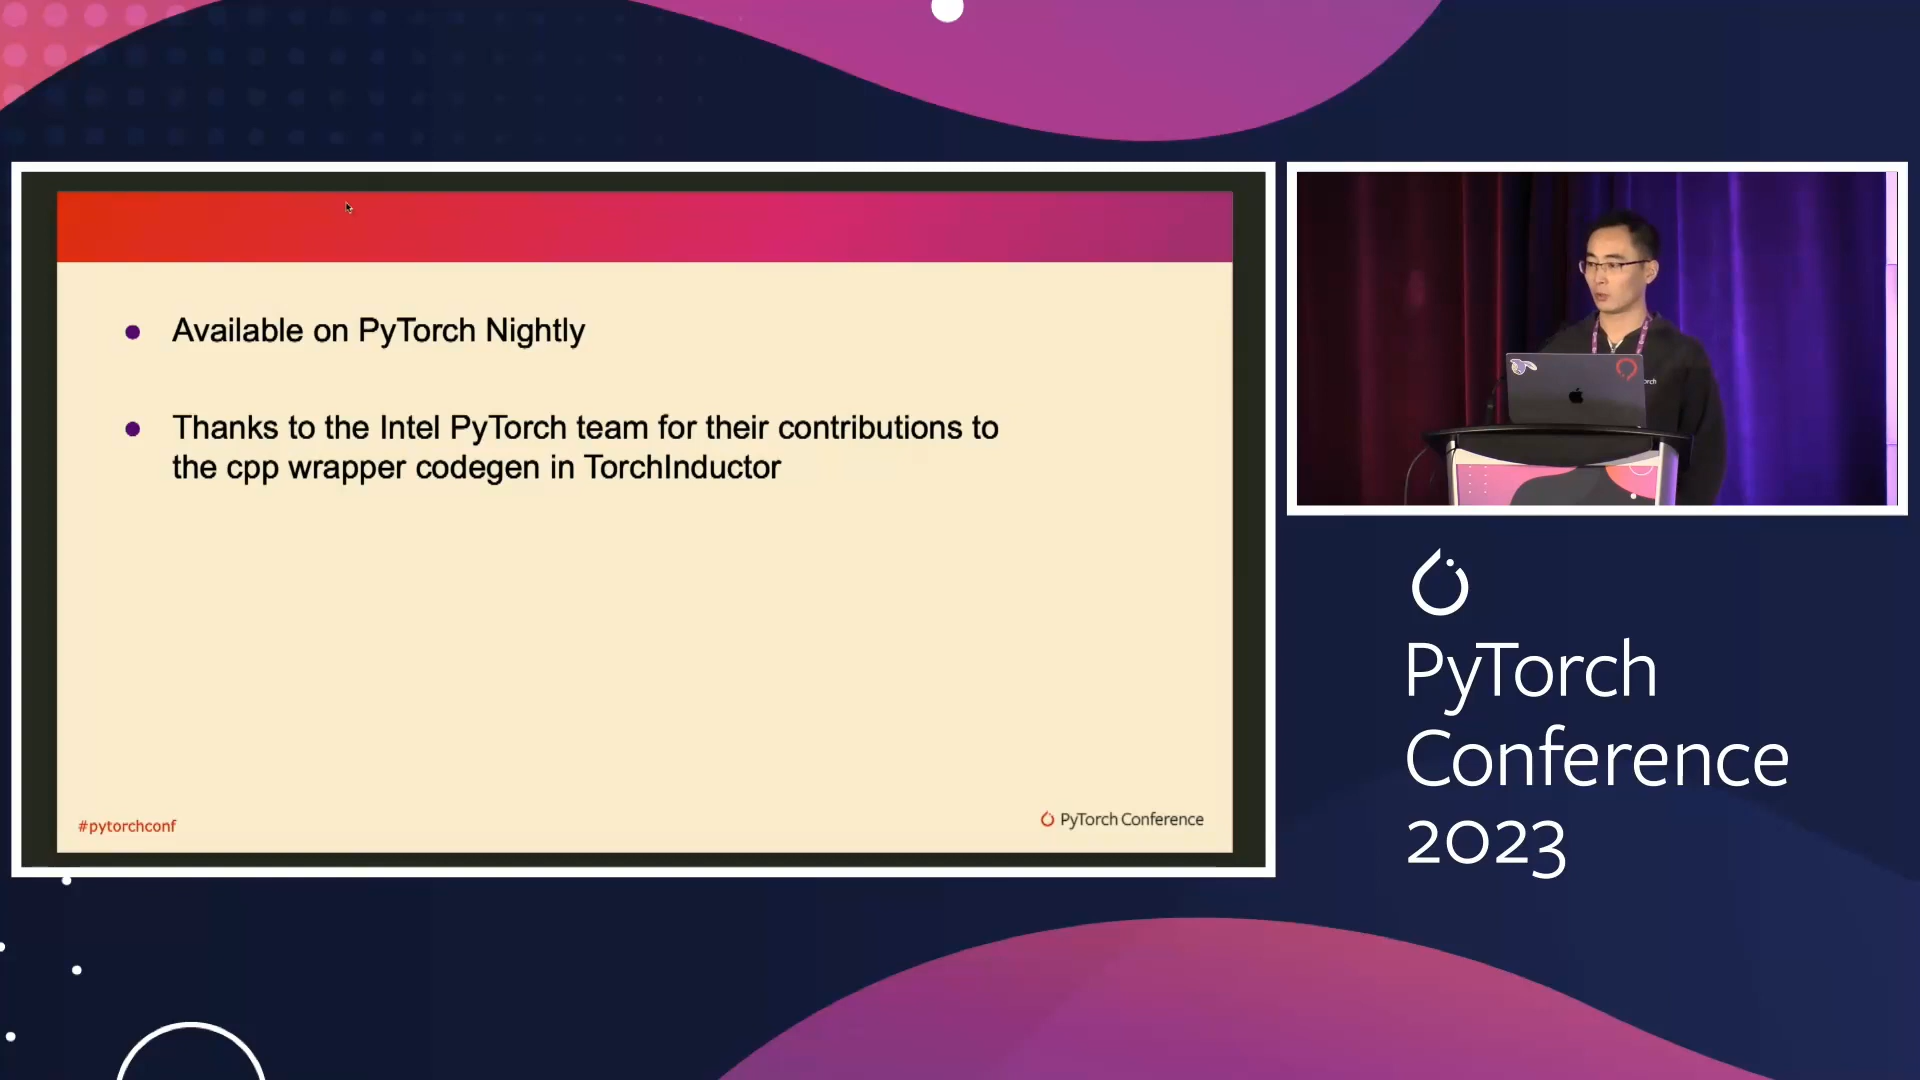 Available on PyTorch Nightly
Thanks to the Intel PyTorch team for their contributions to
the cpp wrapper codegen in TorchInductor
#pytorchconf
PyTorch Conference
PyTorch
Conference
2023